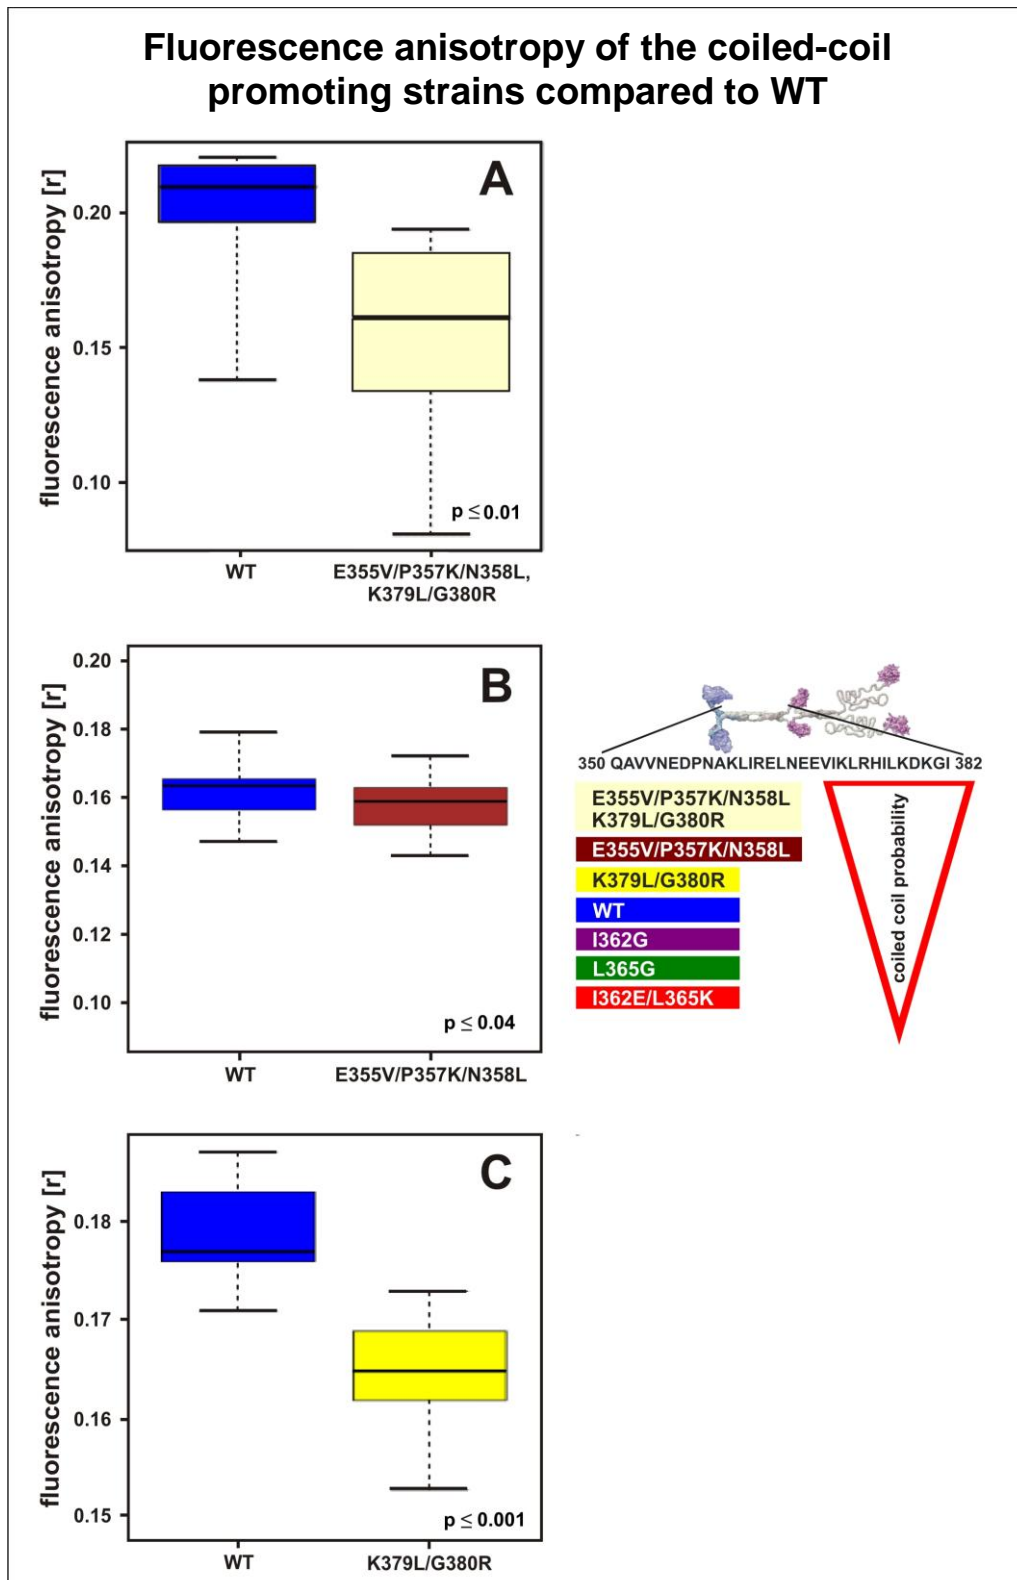 Fluorescence anisotropy of the coiled-coil
promoting strains compared to WT
A
fluorescence anisotropy [r]
0.20
0.15
0.10
p ≤ 0.01
WT
E355V/P357K/N358L,
K379L/G380R
B
fluorescence anisotropy [r]
0.20
0.18
0.16
0.14
0.12
0.10
p ≤ 0.04
WT
E355V/P357K/N358L
350 QAVVNEDPNAKLIRELNEEVIKLRHILKDKGI 382
E355V/P357K/N358L
K379L/G380R
E355V/P357K/N358L
K379L/G380R
WT
I362G
L365G
I362E/L365K
coiled coil probability
C
fluorescence anisotropy [r]
0.18
0.17
0.16
0.15
p ≤ 0.001
WT
K379L/G380R